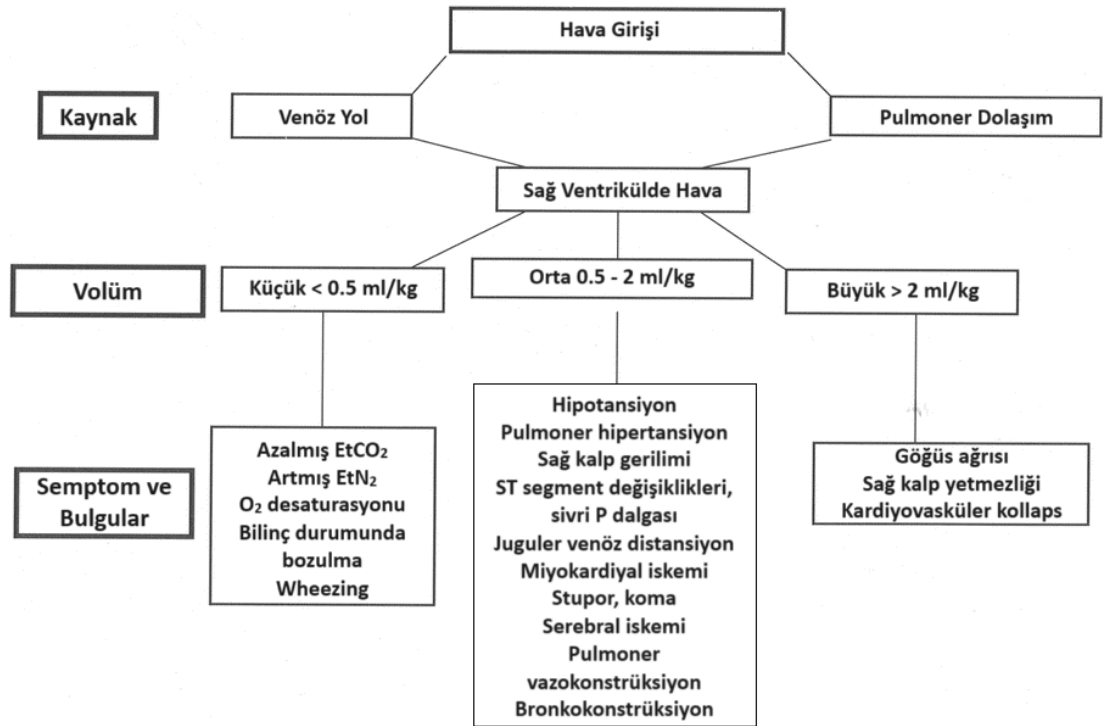 Hava Girişi
Kaynak
Venöz Yol
Pulmoner Dolaşım
Sağ Ventrikülde Hava
Volüm
Küçük < 0.5 ml/kg
Orta 0.5 - 2 ml/kg
Büyük > 2 ml/kg
Semptom ve
Bulgular
Azalmış EtCO₂
Artmış EtN₂
O₂ desaturasyonu
Bilinç durumunda
bozulma
Wheezing
Hipotansiyon
Pulmoner hipertansiyon
Sağ kalp gerilimi
ST segment değişiklikleri,
sivri P dalgası
Juguler venöz distansiyon
Miyokardiyal iskemi
Stupor, koma
Serebral iskemi
Pulmoner
vazokonstrüksiyon
Bronkokonstrüksiyon
Göğüs ağrısı
Sağ kalp yetmezliği
Kardiyovasküler kollaps